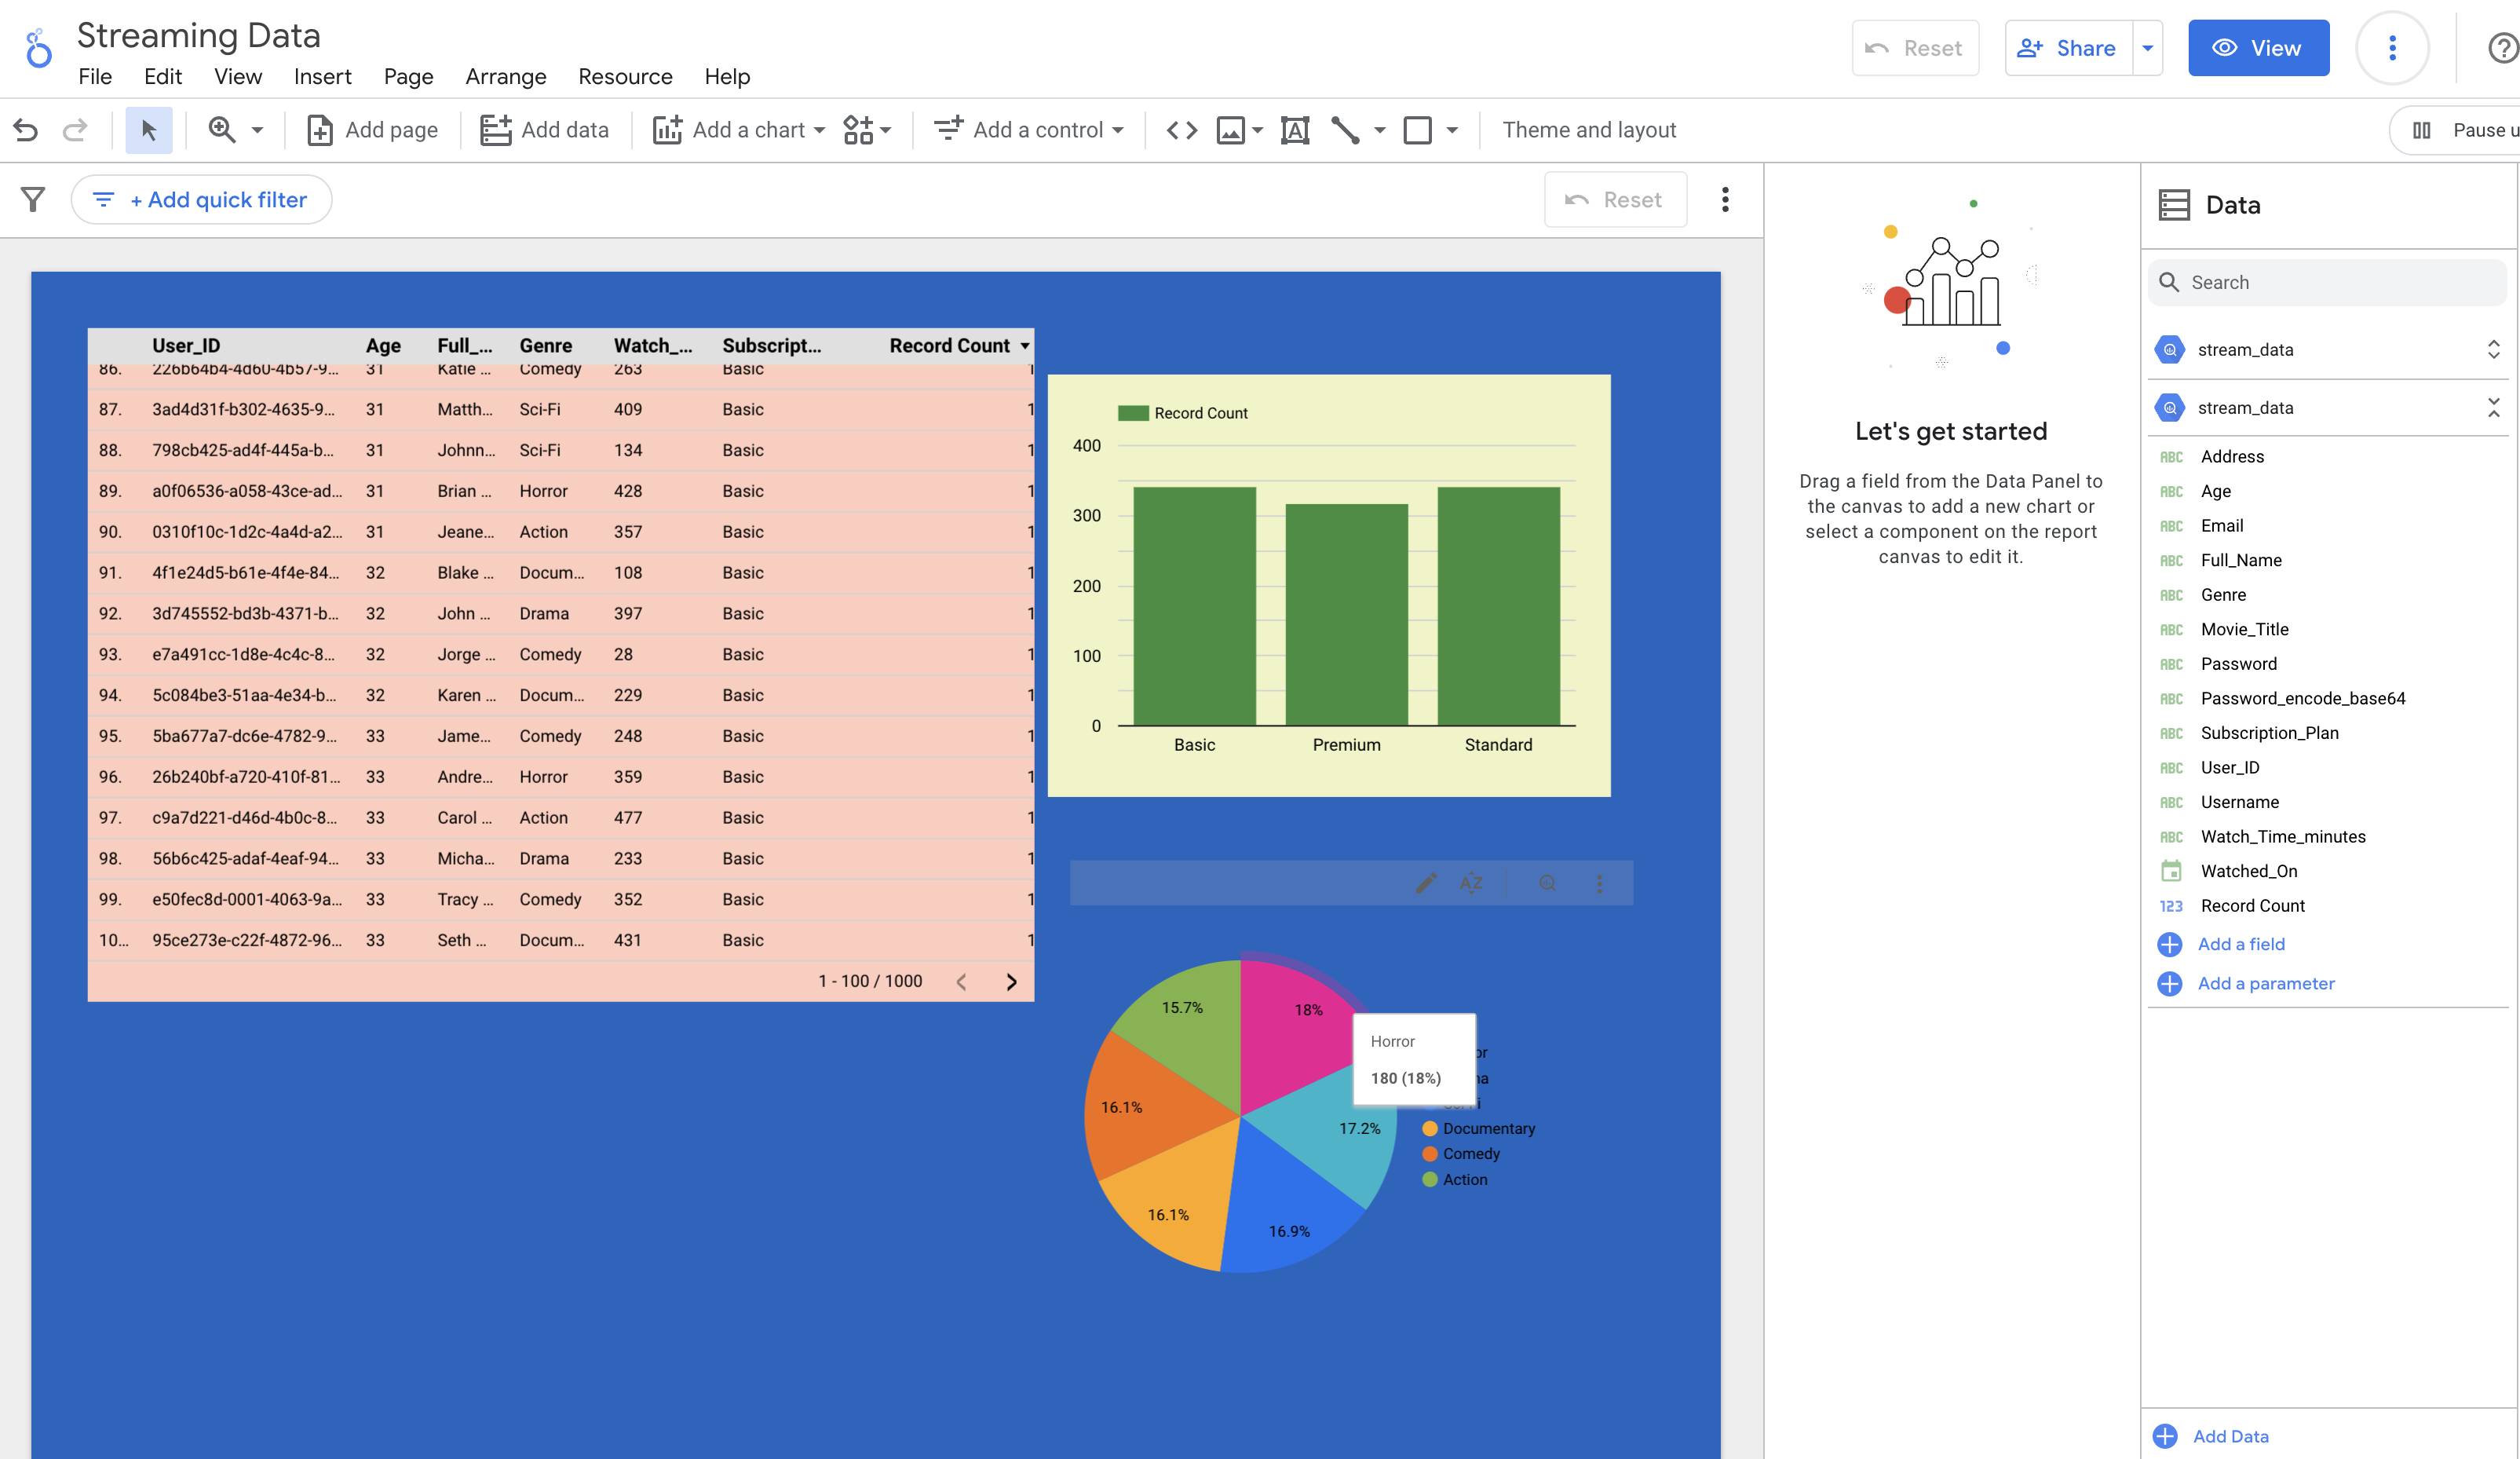 Streaming Data
File Edit View Insert Page Arrange Resource Help
Reset Share View
Add page Add data Add a chart Add a control Theme and layout Pause u
+ Add quick filter Reset
User_ID Age Full_... Genre Watch_... Subscript... Record Count
86. 226b64b4-4d60-4b57-9... 31 Katie ... Comedy 263 Basic 1
87. 3ad4d31f-b302-4635-9... 31 Matth... Sci-Fi 409 Basic 1
88. 798cb425-ad4f-445a-b... 31 Johnn... Sci-Fi 134 Basic 1
89. a0f06536-a058-43ce-ad... 31 Brian ... Horror 428 Basic 1
90. 0310f10c-1d2c-4a4d-a2... 31 Jeane... Action 357 Basic 1
91. 4f1e24d5-b61e-4f4e-84... 32 Blake ... Docum... 108 Basic 1
92. 3d745552-bd3b-4371-b... 32 John ... Drama 397 Basic 1
93. e7a491cc-1d8e-4c4c-8... 32 Jorge ... Comedy 28 Basic 1
94. 5c084be3-51aa-4e34-b... 32 Karen ... Docum... 229 Basic 1
95. 5ba677a7-dc6e-4782-9... 33 Jame... Comedy 248 Basic 1
96. 26b240bf-a720-410f-81... 33 Andre... Horror 359 Basic 1
97. c9a7d221-d46d-4b0c-8... 33 Carol ... Action 477 Basic 1
98. 56b6c425-adaf-4eaf-94... 33 Micha... Drama 233 Basic 1
99. e50fec8d-0001-4063-9a... 33 Tracy ... Comedy 352 Basic 1
10... 95ce273e-c22f-4872-96... 33 Seth ... Docum... 431 Basic 1
1 - 100 / 1000
Record Count
400
300
200
100
0
Basic Premium Standard
AZ
15.7%
18%
16.1%
17.2%
16.1%
16.9%
Horror
180 (18%)
or
na
Documentary
Comedy
Action
Let's get started
Drag a field from the Data Panel to
the canvas to add a new chart or
select a component on the report
canvas to edit it.
Data
Search
stream_data
stream_data
ABC Address
ABC Age
ABC Email
ABC Full_Name
ABC Genre
ABC Movie_Title
ABC Password
ABC Password_encode_base64
ABC Subscription_Plan
ABC User_ID
ABC Username
ABC Watch_Time_minutes
Watched_On
123 Record Count
Add a field
Add a parameter
Add Data